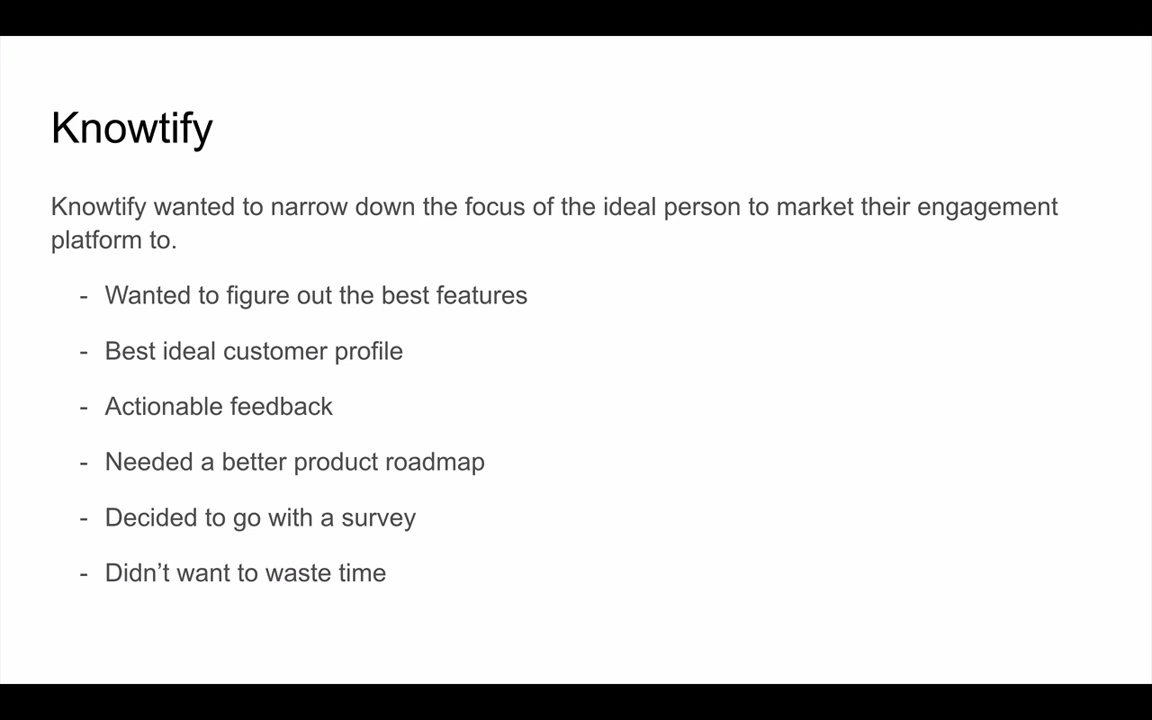 Knowtify
Knowtify wanted to narrow down the focus of the ideal person to market their engagement
platform to.
- Wanted to figure out the best features
- Best ideal customer profile
- Actionable feedback
- Needed a better product roadmap
- Decided to go with a survey
- Didn’t want to waste time